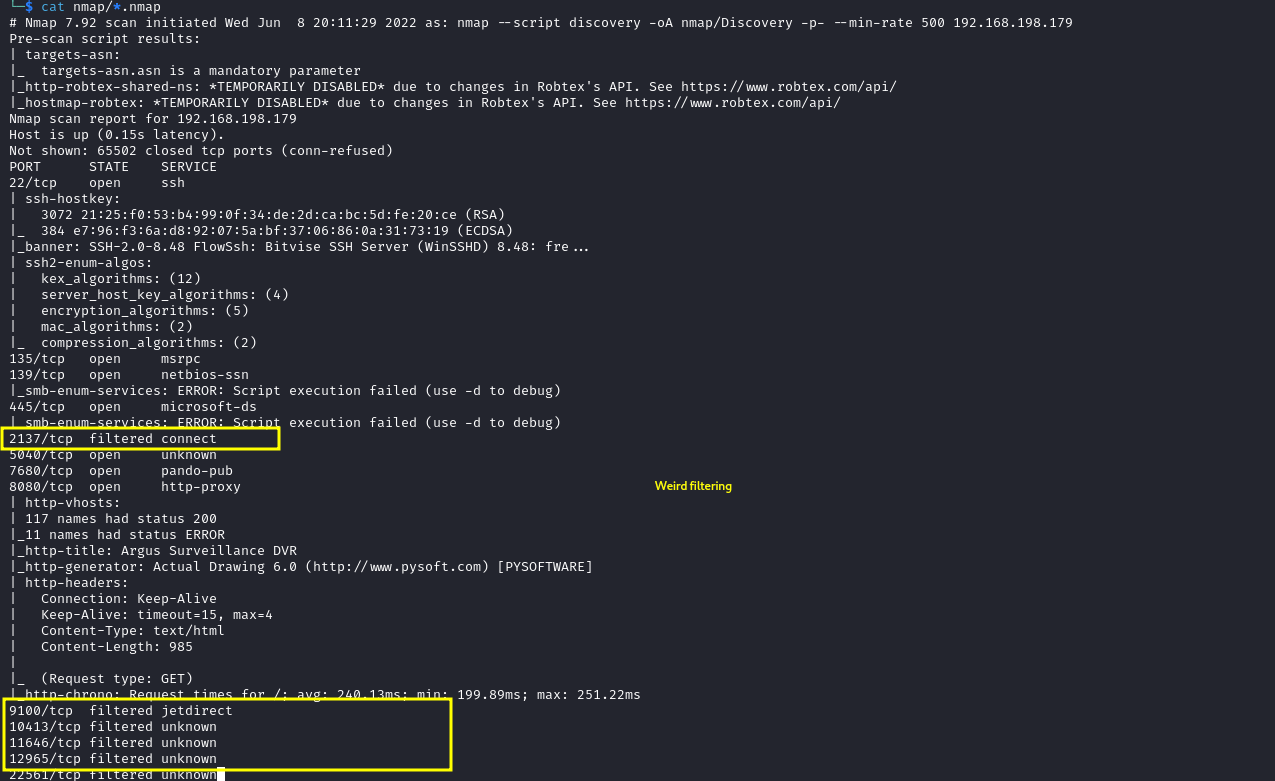 └─$ cat nmap/*.nmap
# Nmap 7.92 scan initiated Wed Jun  8 20:11:29 2022 as: nmap --script discovery -oA nmap/Discovery -p- --min-rate 500 192.168.198.179
Pre-scan script results:
| targets-asn:
|_  targets-asn.asn is a mandatory parameter
|_http-robtex-shared-ns: *TEMPORARILY DISABLED* due to changes in Robtex's API. See https://www.robtex.com/api/
|_hostmap-robtex: *TEMPORARILY DISABLED* due to changes in Robtex's API. See https://www.robtex.com/api/
Nmap scan report for 192.168.198.179
Host is up (0.15s latency).
Not shown: 65502 closed tcp ports (conn-refused)
PORT      STATE    SERVICE
22/tcp    open     ssh
| ssh-hostkey:
|   3072 21:25:f0:53:b4:99:0f:34:de:2d:ca:bc:5d:fe:20:ce (RSA)
|_  384 e7:96:f3:6a:d8:92:07:5a:bf:37:06:86:0a:31:73:19 (ECDSA)
|_banner: SSH-2.0-8.48 FlowSsh: Bitvise SSH Server (WinSSHD) 8.48: fre...
| ssh2-enum-algos:
|   kex_algorithms: (12)
|   server_host_key_algorithms: (4)
|   encryption_algorithms: (5)
|   mac_algorithms: (2)
|_  compression_algorithms: (2)
135/tcp   open     msrpc
139/tcp   open     netbios-ssn
|_smb-enum-services: ERROR: Script execution failed (use -d to debug)
445/tcp   open     microsoft-ds
|_smb-enum-services: ERROR: Script execution failed (use -d to debug)
2137/tcp  filtered connect
5040/tcp  open     unknown
7680/tcp  open     pando-pub
8080/tcp  open     http-proxy
Weird filtering
| http-vhosts:
| 117 names had status 200
|_11 names had status ERROR
|_http-title: Argus Surveillance DVR
|_http-generator: Actual Drawing 6.0 (http://www.pysoft.com) [PYSOFTWARE]
| http-headers:
|   Connection: Keep-Alive
|   Keep-Alive: timeout=15, max=4
|   Content-Type: text/html
|   Content-Length: 985
|
|_  (Request type: GET)
|_http-chrono: Request times for /; avg: 240.13ms; min: 199.89ms; max: 251.22ms
9100/tcp  filtered jetdirect
10413/tcp filtered unknown
11646/tcp filtered unknown
12965/tcp filtered unknown
22561/tcp filtered unknown